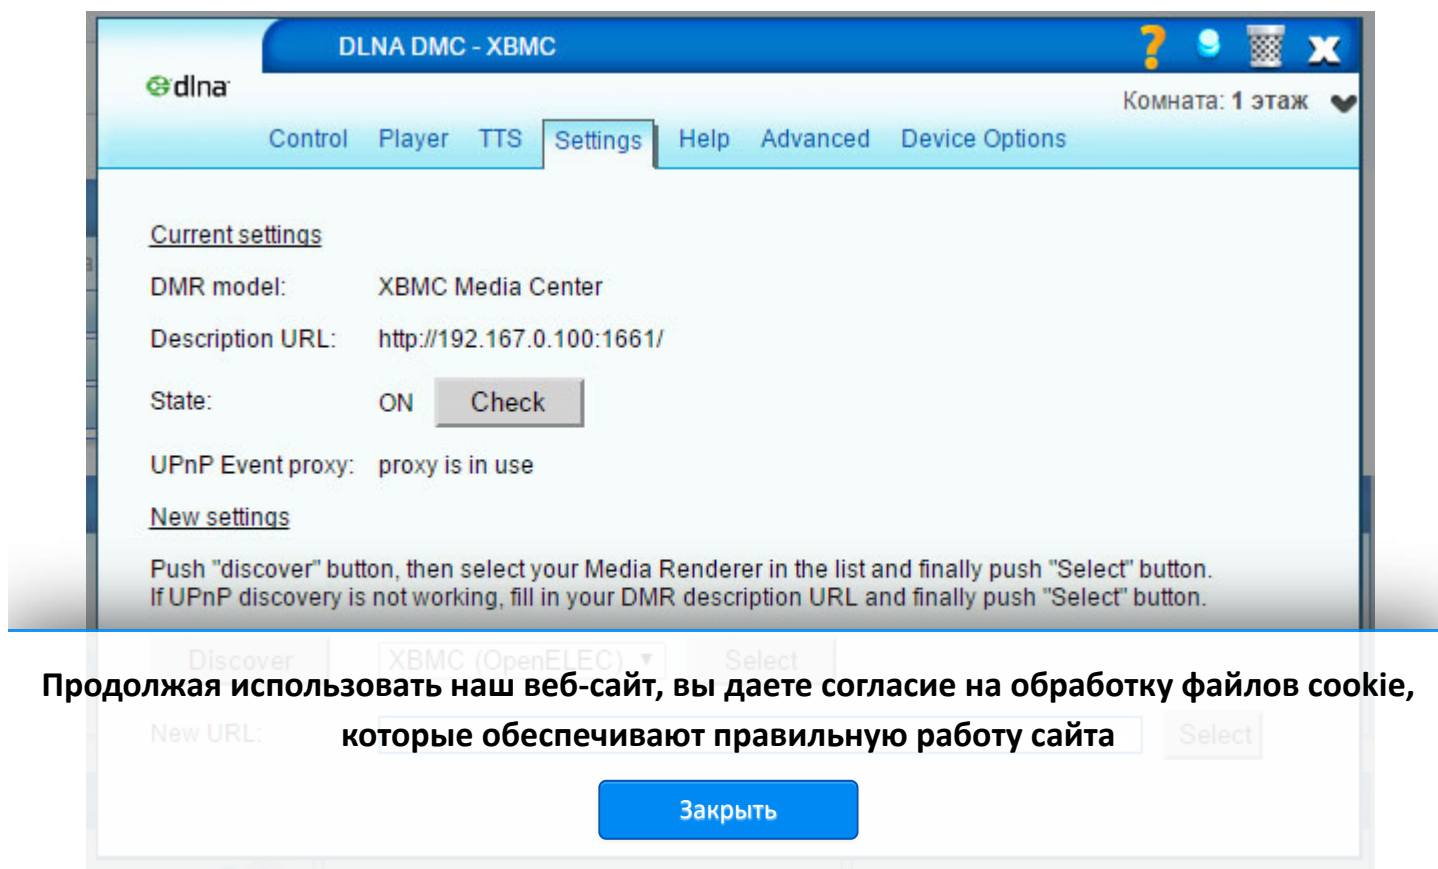 DLNA DMC - XBMC
dlna
Комната: 1 этаж
Control Player TTS Settings Help Advanced Device Options
Current settings
DMR model: XBMC Media Center
Description URL: http://192.167.0.100:1661/
State: ON Check
UPnP Event proxy: proxy is in use
New settings
Push "discover" button, then select your Media Renderer in the list and finally push "Select" button.
If UPnP discovery is not working, fill in your DMR description URL and finally push "Select" button.
Discover XBMC (OpenELEC) Select
Продолжая использовать наш веб-сайт, вы даете согласие на обработку файлов cookie,
которые обеспечивают правильную работу сайта
New URL: Select
Закрыть